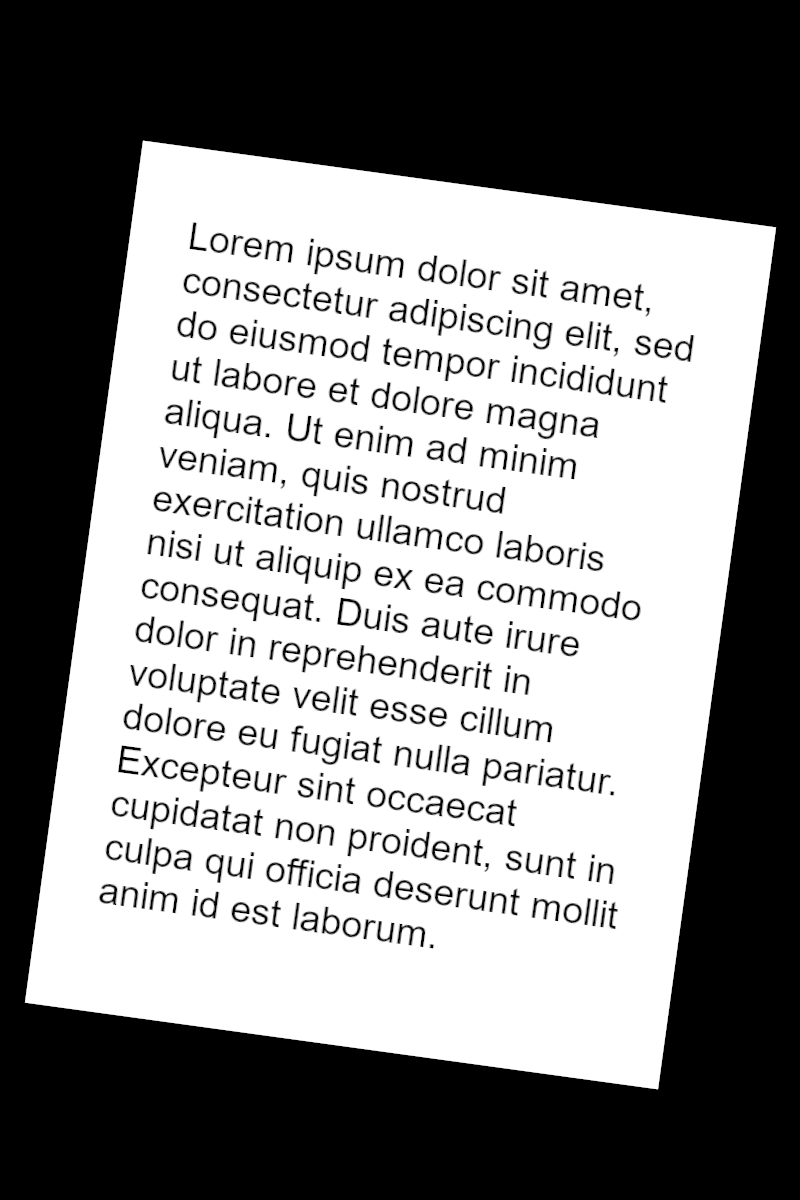 Lorem ipsum dolor sit amet,
consectetur adipiscing elit, sed
do eiusmod tempor incididunt
ut labore et dolore magna
aliqua. Ut enim ad minim
veniam, quis nostrud
exercitation ullamco laboris
nisi ut aliquip ex ea commodo
consequat. Duis aute irure
dolor in reprehenderit in
voluptate velit esse cillum
dolore eu fugiat nulla pariatur.
Excepteur sint occaecat
cupidatat non proident, sunt in
culpa qui officia deserunt mollit
anim id est laborum.